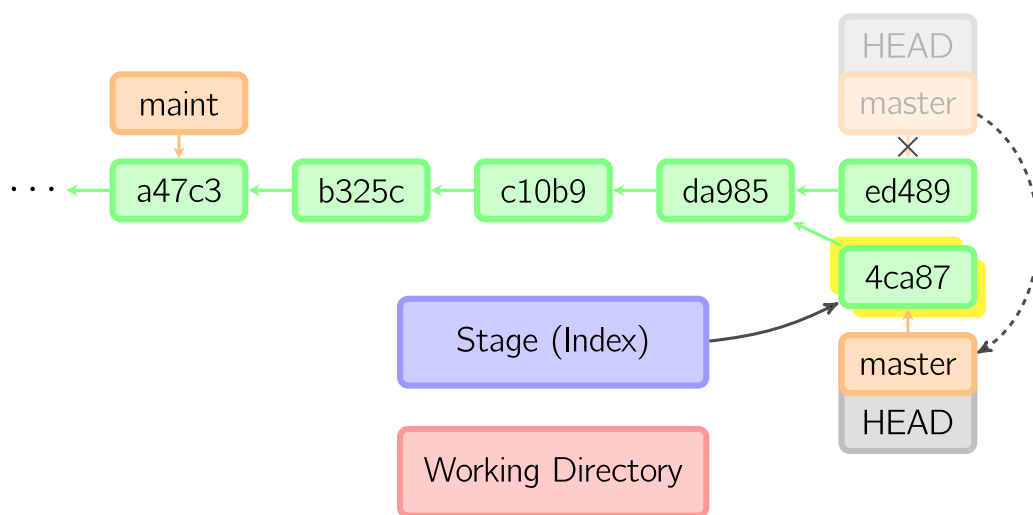 HEAD
maint
master
... a47c3 b325c c10b9 da985 ed489
4ca87
Stage (Index)
master
HEAD
Working Directory